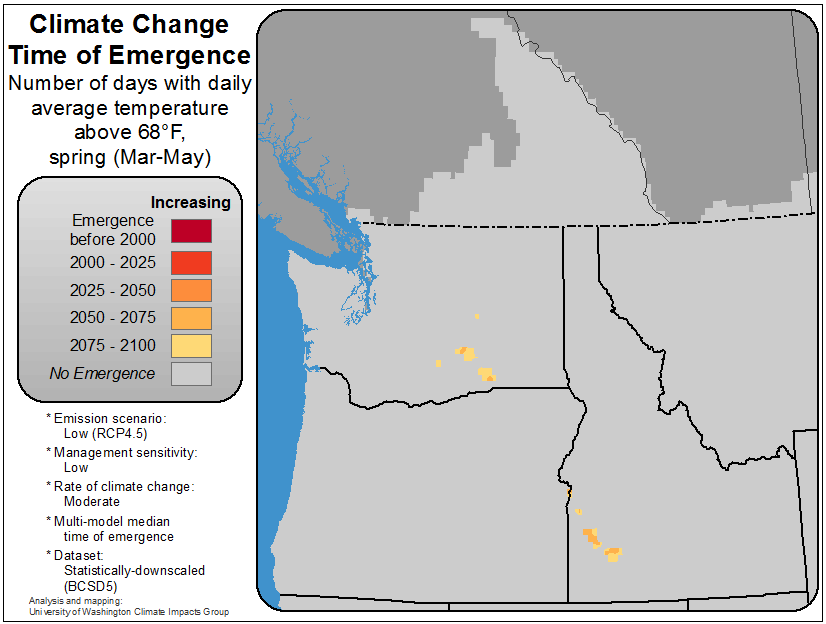 Climate Change
Time of Emergence
Number of days with daily
average temperature
above 68°F,
spring (Mar-May)
Increasing
Emergence
before 2000
2000 - 2025
2025 - 2050
2050 - 2075
2075 - 2100
No Emergence
* Emission scenario:
Low (RCP4.5)
* Management sensitivity:
Low
* Rate of climate change:
Moderate
* Multi-model median
time of emergence
* Dataset:
Statistically-downscaled
(BCSD5)
Analysis and mapping:
University of Washington Climate Impacts Group